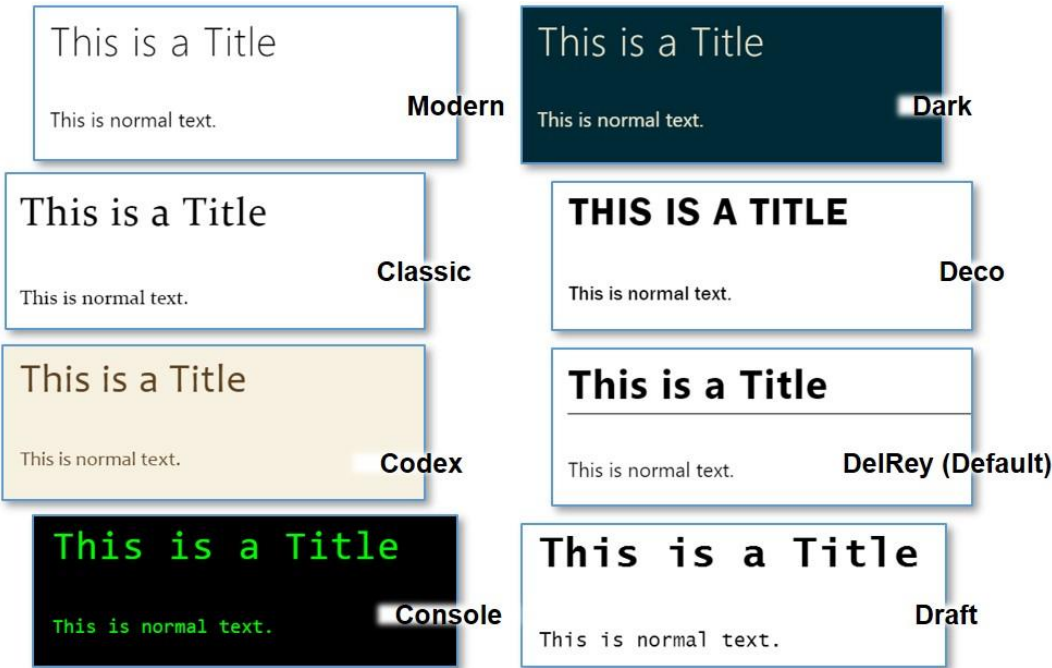 This is a Title
This is normal text.
Modern
This is a Title
This is normal text.
Dark
This is a Title
This is normal text.
Classic
THIS IS A TITLE
This is normal text.
Deco
This is a Title
This is normal text.
Codex
This is a Title
This is normal text.
DelRey (Default)
This is a Title
This is normal text.
Console
This is a Title
This is normal text.
Draft